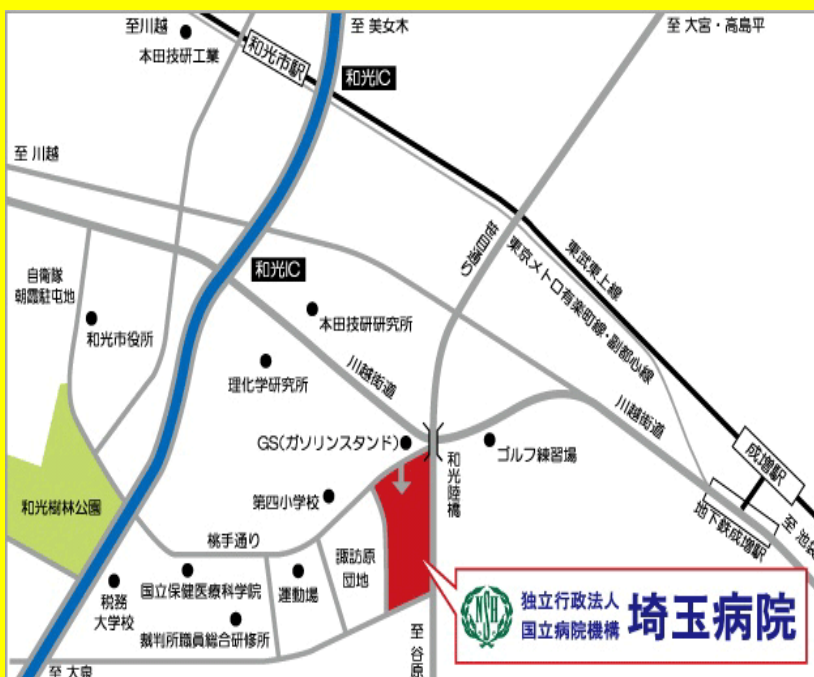 至川越
本田技研工業
和光市駅
至 美女木
和光IC
至 大宮・高島平
至 川越
笹目通り
東武東上線
東京メトロ有楽町線・副都心線
和光IC
自衛隊
朝霞駐屯地
和光市役所
本田技研研究所
理化学研究所
川越街道
川越街道
GS(ガソリンスタンド)
ゴルフ練習場
和光陸橋
成増駅
地下鉄成増駅
至 池袋
和光樹林公園
第四小学校
桃手通り
諏訪原
団地
国立保健医療科学院
運動場
税務
大学校
裁判所職員総合研修所
至 大泉
至 谷原
NSH
独立行政法人
国立病院機構
埼玉病院